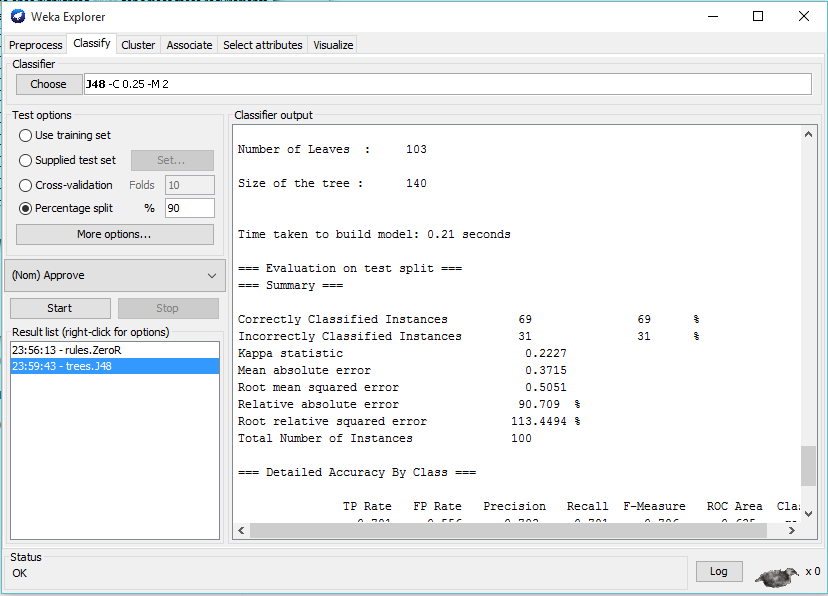 Weka Explorer
Preprocess Classify Cluster Associate Select attributes Visualize
Classifier
Choose J48 -C 0.25 -M 2
Test options
Use training set
Supplied test set Set...
Cross-validation Folds 10
Percentage split % 90
More options...
(Nom) Approve
Start Stop
Result list (right-click for options)
23:56:13 - rules.ZeroR
23:59:43 - trees.J48
Classifier output
Number of Leaves : 103
Size of the tree : 140
Time taken to build model: 0.21 seconds
=== Evaluation on test split ===
=== Summary ===
Correctly Classified Instances 69 69 %
Incorrectly Classified Instances 31 31 %
Kappa statistic 0.2227
Mean absolute error 0.3715
Root mean squared error 0.5051
Relative absolute error 90.709 %
Root relative squared error 113.4494 %
Total Number of Instances 100
=== Detailed Accuracy By Class ===
TP Rate FP Rate Precision Recall F-Measure ROC Area
Status
OK
Log x 0